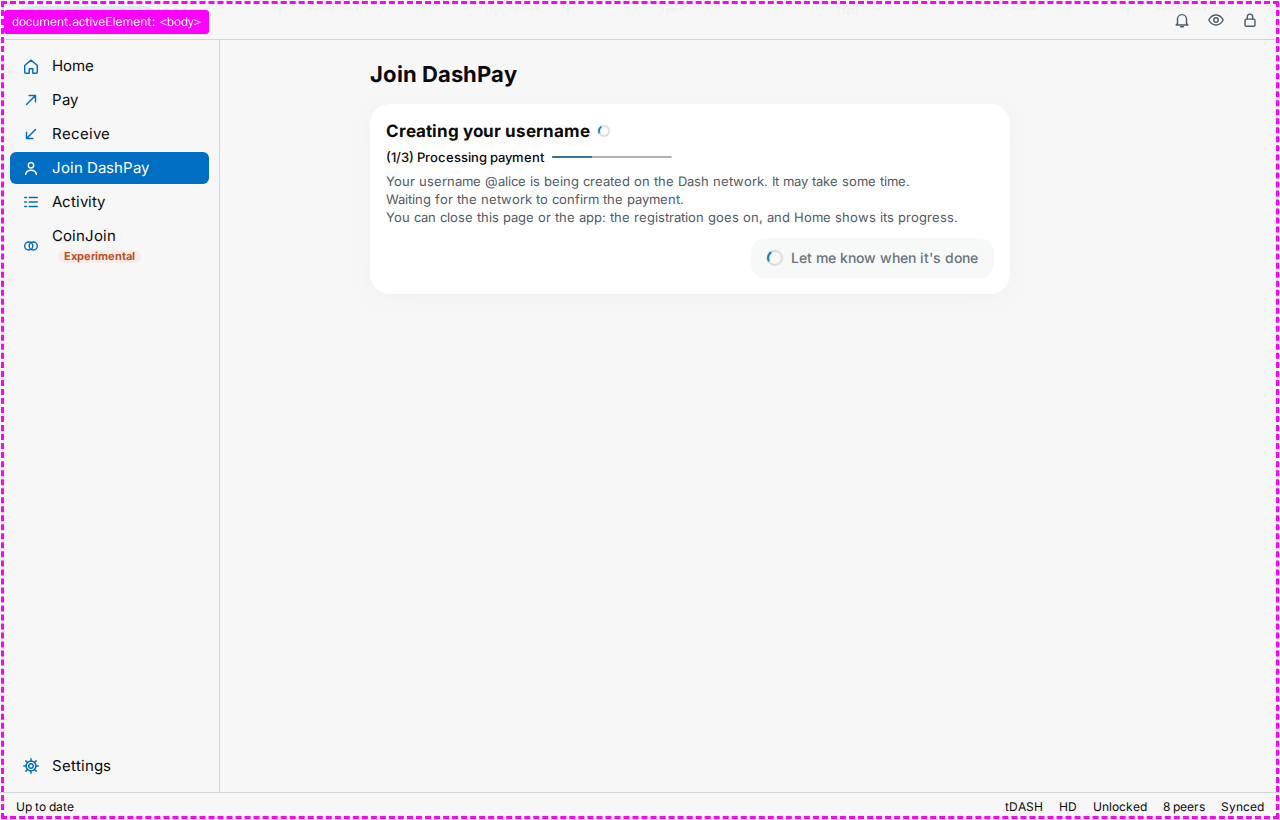 document.activeElement: <body>
Home
Pay
Receive
Join DashPay
Activity
CoinJoin
Experimental
Settings
Join DashPay
Creating your username
(1/3) Processing payment
Your username @alice is being created on the Dash network. It may take some time.
Waiting for the network to confirm the payment.
You can close this page or the app: the registration goes on, and Home shows its progress.
Let me know when it's done
Up to date
tDASH HD Unlocked 8 peers Synced